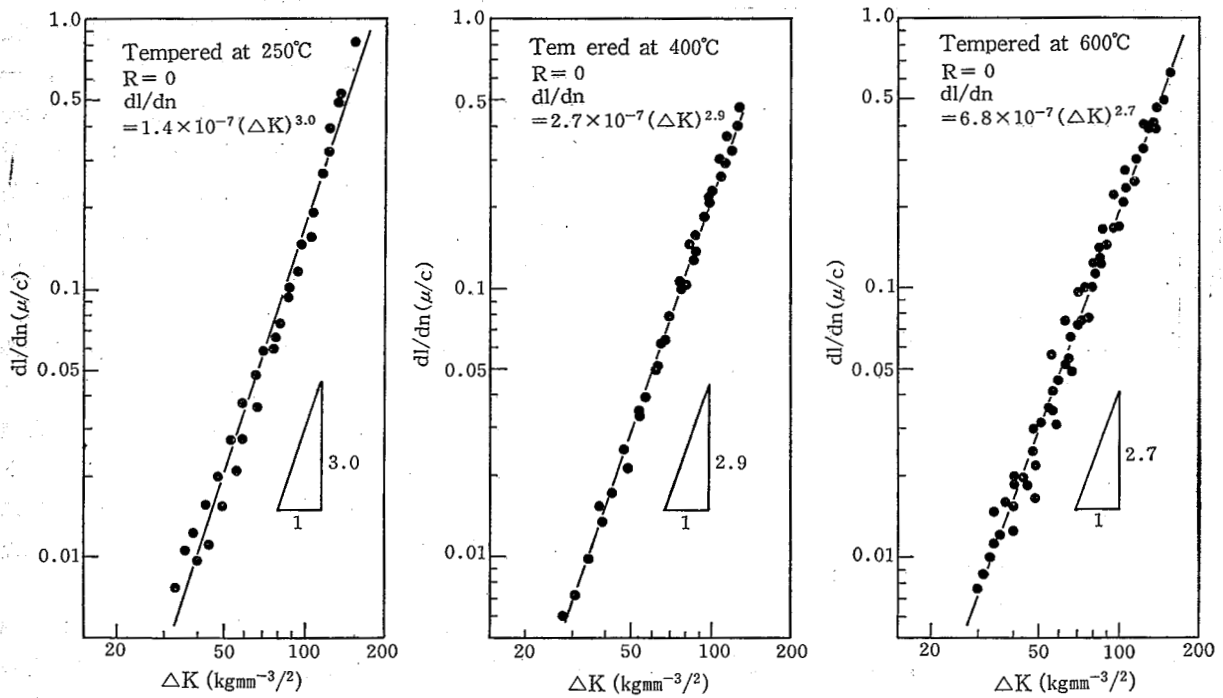 1.0
Tempered at 250℃
R=0
dl/dn
=1.4×10⁻⁷(△K)³·⁰
0.5
0.1
0.05
0.01
dl/dn(μ/c)
3.0
1
20
50
100
200
△K (kgmm⁻³/²)
1.0
Tem ered at 400℃
R=0
dl/dn
=2.7×10⁻⁷(△K)²·⁹
0.5
0.1
0.05
0.01
dl/dn(μ/c)
2.9
1
20
50
100
200
△K (kgmm⁻³/²)
1.0
Tempered at 600℃
R=0
dl/dn
=6.8×10⁻⁷(△K)²·⁷
0.5
0.1
0.05
0.01
dl/dn(μ/c)
2.7
1
20
50
100
200
△K (kgmm⁻³/²)